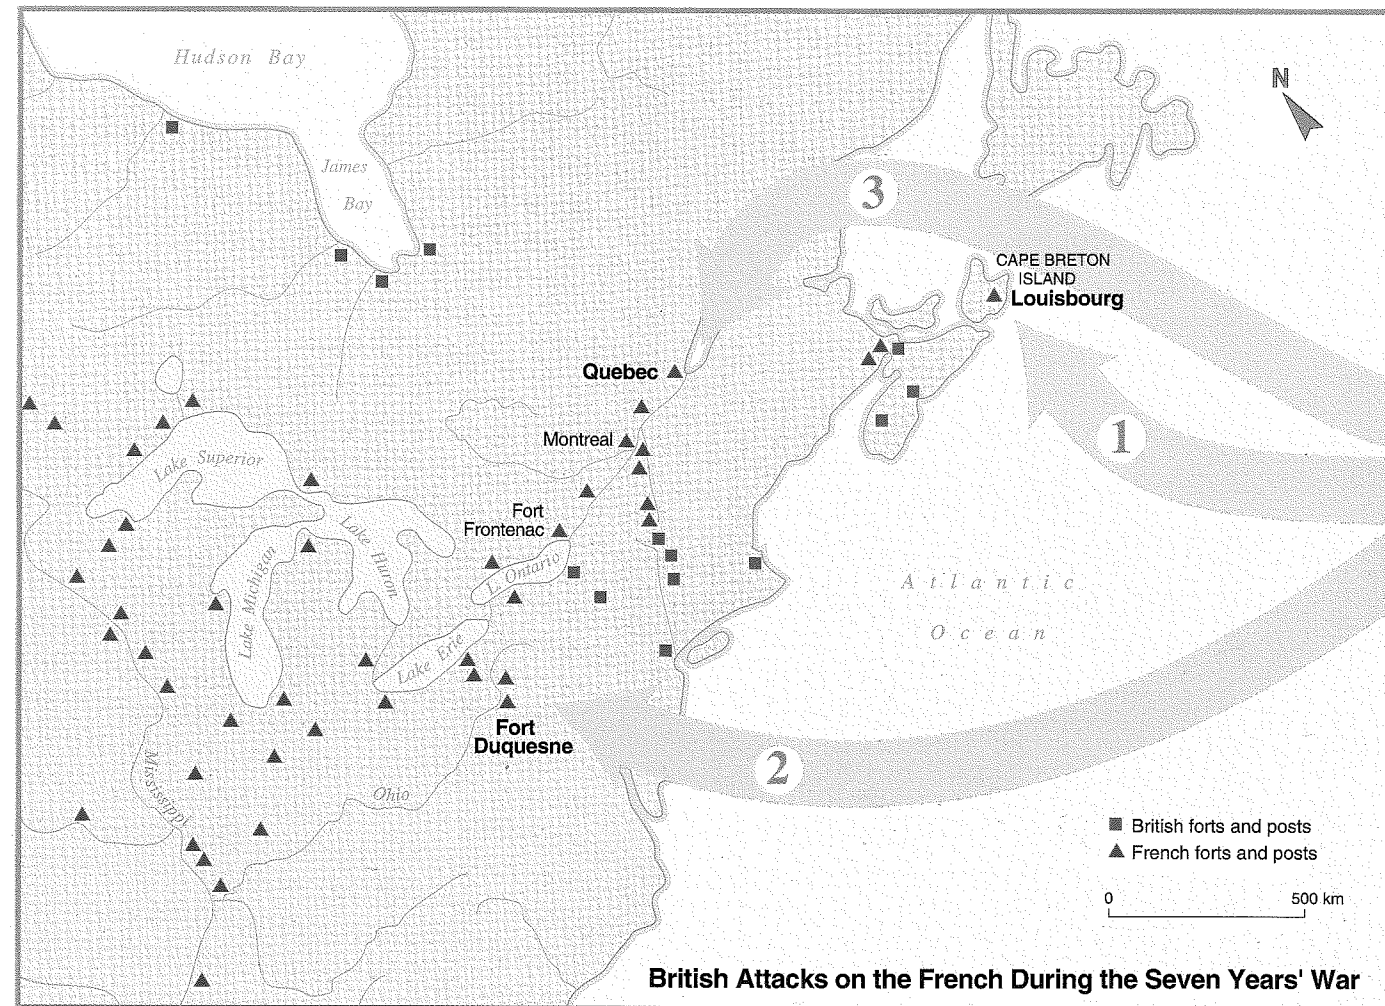 Hudson Bay
N
James
Bay
3
CAPE BRETON
ISLAND
Louisbourg
Quebec
1
Montreal
Lake Superior
Fort
Frontenac
Lake Huron
Lake Michigan
L. Ontario
Atlantic
Ocean
Lake Erie
Fort
Duquesne
2
Mississippi
Ohio
British forts and posts
French forts and posts
0 500 km
British Attacks on the French During the Seven Years' War